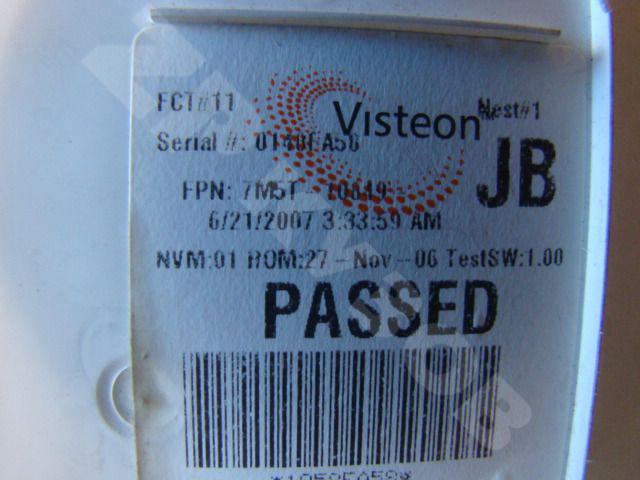 FCT#11
Visteon
Nest#1
Serial #:
JB
FPN: 7M5T-10849-
6/21/2007 3:33:59 AM
NVM:01 ROM:27-Nov-06 TestSW:1.00
PASSED